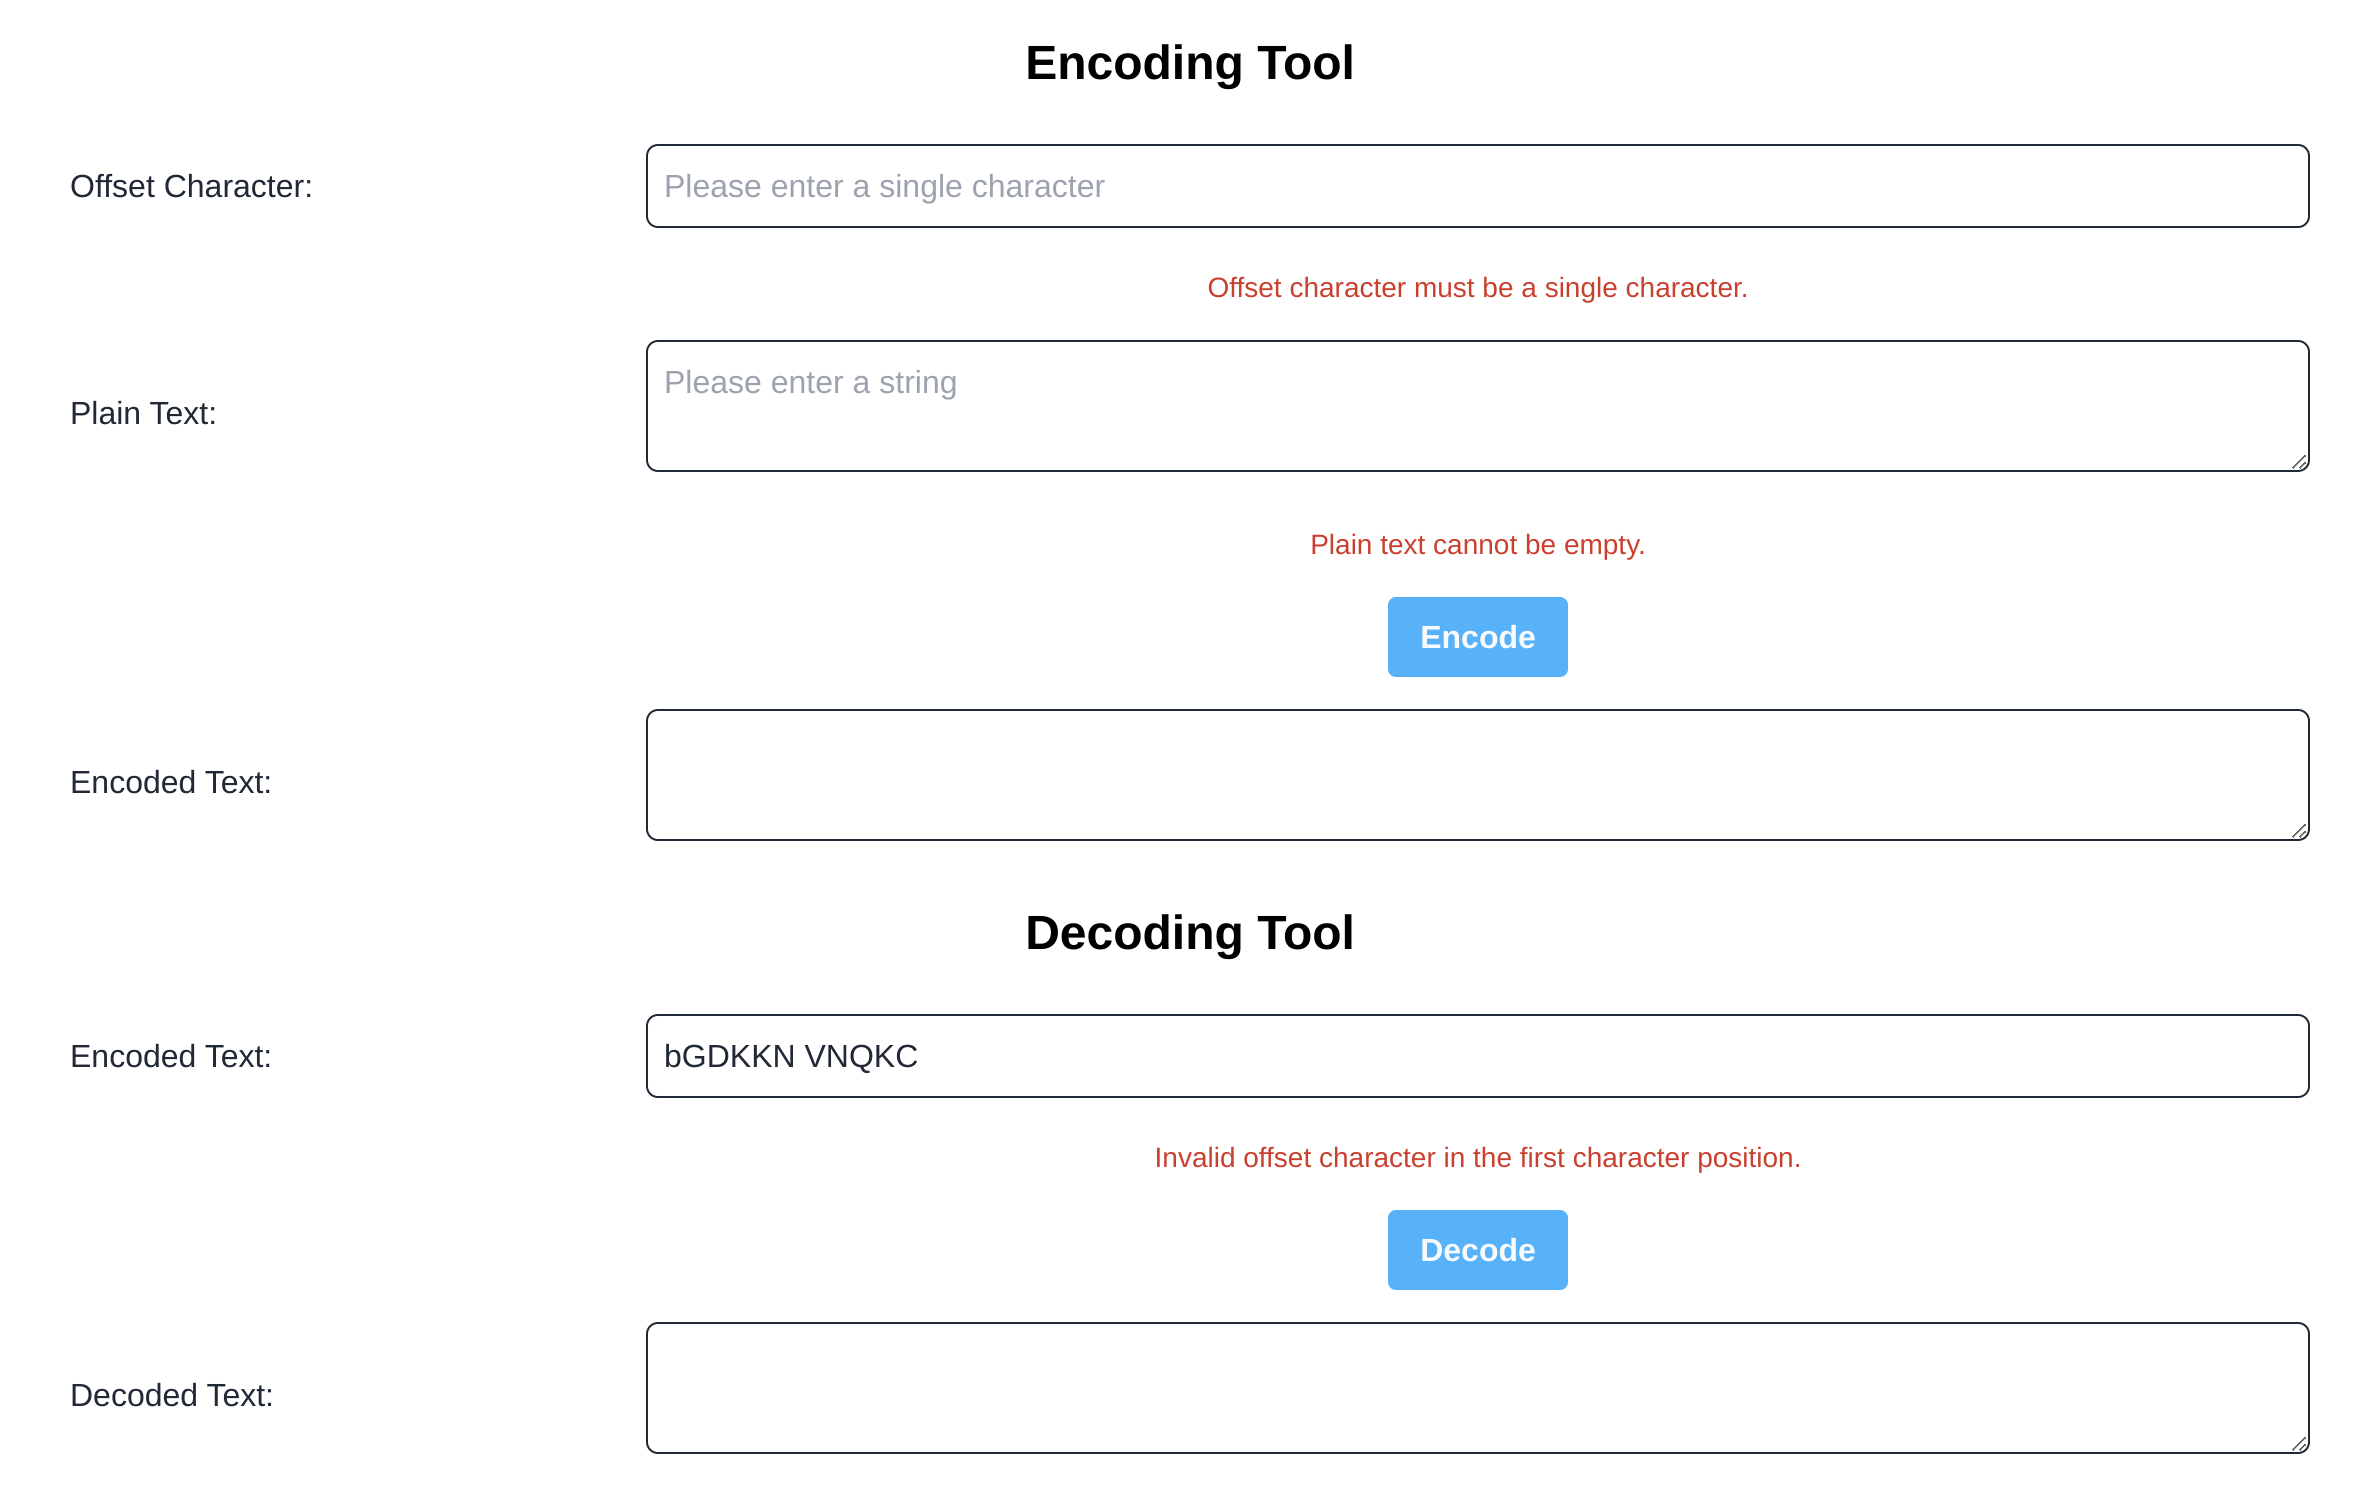 Encoding Tool
Offset Character:
Please enter a single character
Offset character must be a single character.
Plain Text:
Please enter a string
Plain text cannot be empty.
Encode
Encoded Text:
Decoding Tool
Encoded Text:
bGDKKN VNQKC
Invalid offset character in the first character position.
Decode
Decoded Text: